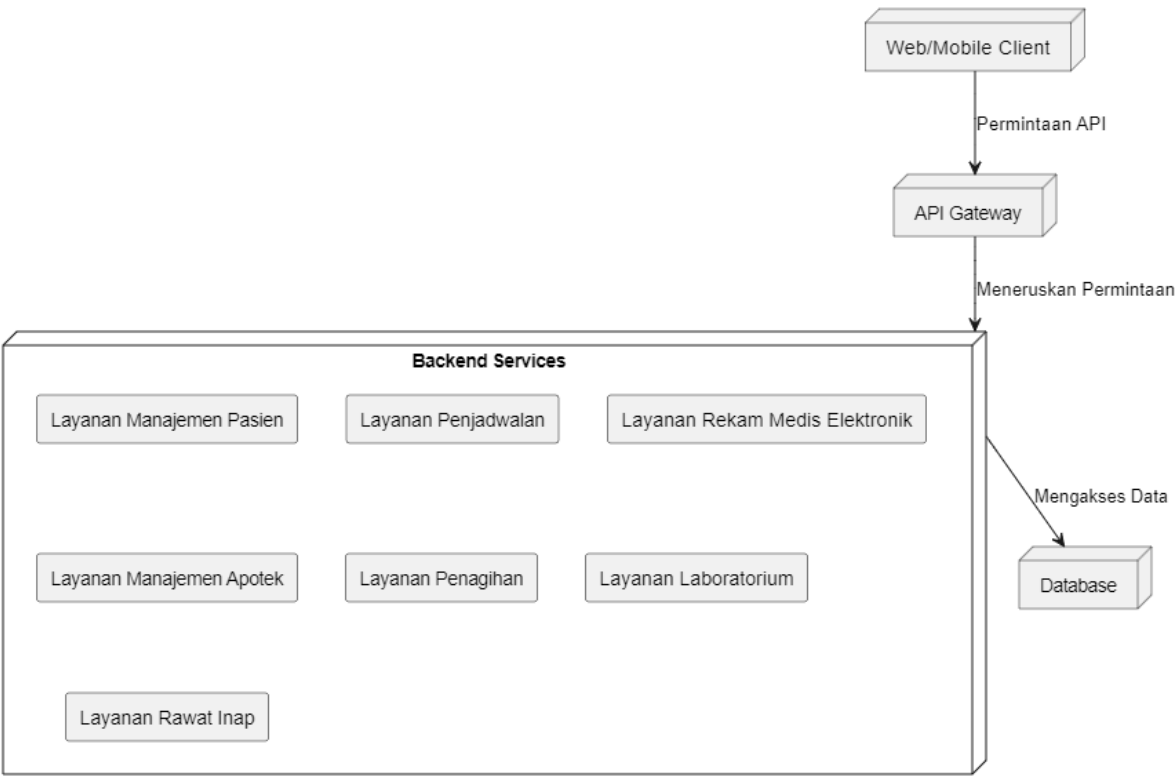 Web/Mobile Client
Permintaan API
API Gateway
Meneruskan Permintaan
Backend Services
Layanan Manajemen Pasien
Layanan Penjadwalan
Layanan Rekam Medis Elektronik
Mengakses Data
Layanan Manajemen Apotek
Layanan Penagihan
Layanan Laboratorium
Database
Layanan Rawat Inap